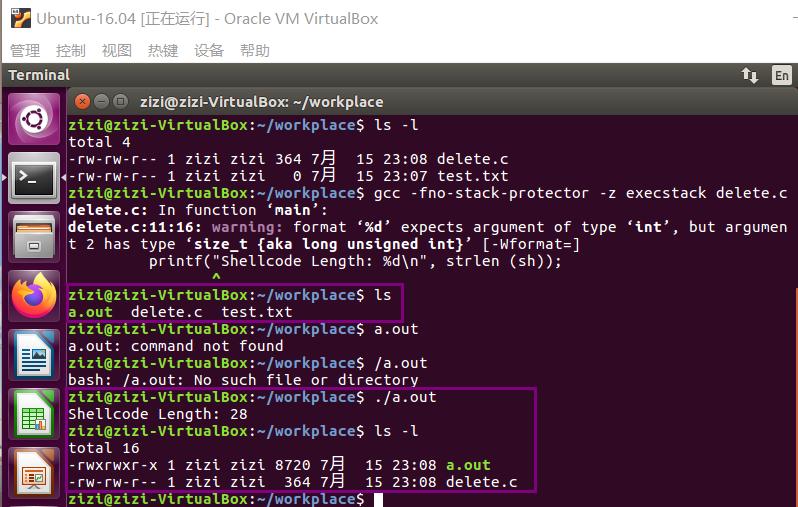 Ubuntu-16.04 [正在运行] - Oracle VM VirtualBox
管理 控制 视图 热键 设备 帮助
Terminal En
zizi@zizi-VirtualBox: ~/workplace
zizi@zizi-VirtualBox:~/workplace$ ls -l
total 4
-rw-rw-r-- 1 zizi zizi 364 7月  15 23:08 delete.c
-rw-rw-r-- 1 zizi zizi   0 7月  15 23:07 test.txt
zizi@zizi-VirtualBox:~/workplace$ gcc -fno-stack-protector -z execstack delete.c
delete.c: In function ‘main’:
delete.c:11:16: warning: format ‘%d’ expects argument of type ‘int’, but argumen
t 2 has type ‘size_t {aka long unsigned int}’ [-Wformat=]
         printf("Shellcode Length: %d\n", strlen (sh));
                ^
zizi@zizi-VirtualBox:~/workplace$ ls
a.out  delete.c  test.txt
zizi@zizi-VirtualBox:~/workplace$ a.out
a.out: command not found
zizi@zizi-VirtualBox:~/workplace$ /a.out
bash: /a.out: No such file or directory
zizi@zizi-VirtualBox:~/workplace$ ./a.out
Shellcode Length: 28
zizi@zizi-VirtualBox:~/workplace$ ls -l
total 16
-rwxrwxr-x 1 zizi zizi 8720 7月  15 23:08 a.out
-rw-rw-r-- 1 zizi zizi  364 7月  15 23:08 delete.c
zizi@zizi-VirtualBox:~/workplace$